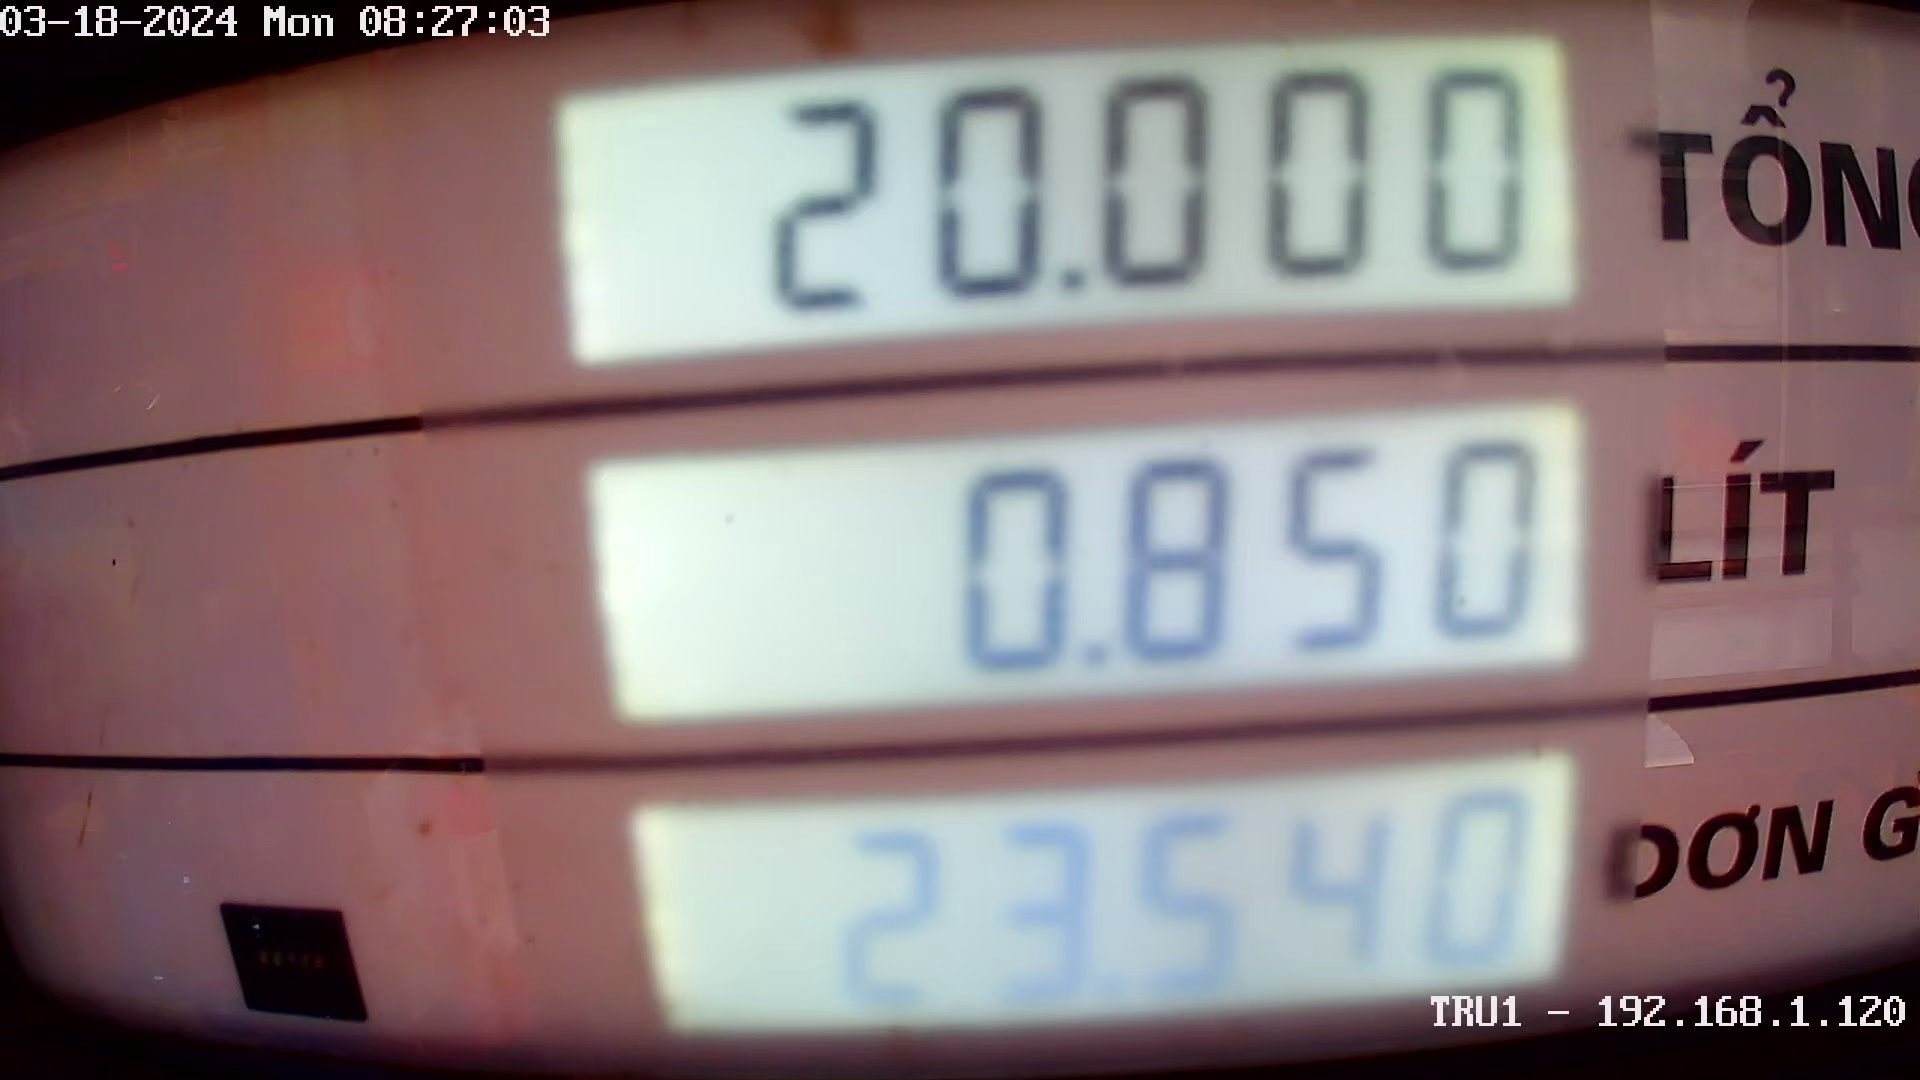 03-18-2024 Mon 08:27:03
20.000 TỔNG
0.850 LÍT
23.540 ĐƠN G
TRU1 - 192.168.1.120